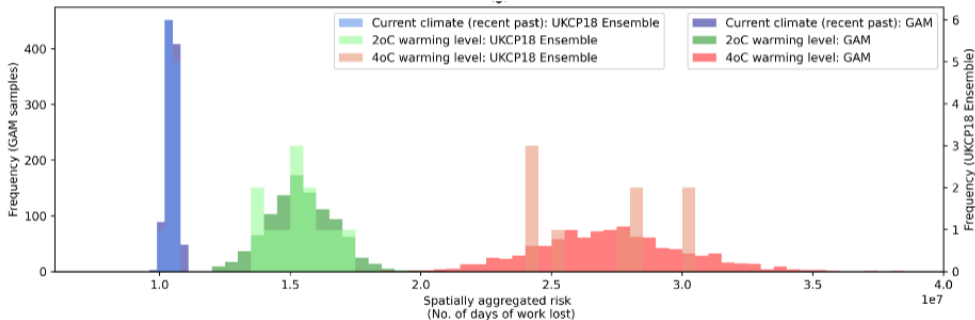 Current climate (recent past): UKCP18 Ensemble
2oC warming level: UKCP18 Ensemble
4oC warming level: UKCP18 Ensemble
Current climate (recent past): GAM
2oC warming level: GAM
4oC warming level: GAM
Frequency (GAM samples)
400
300
200
100
0
6
5
4
3
2
1
0
Frequency (UKCP18 Ensemble)
1.0
1.5
2.0
2.5
3.0
3.5
4.0
1e7
Spatially aggregated risk
(No. of days of work lost)